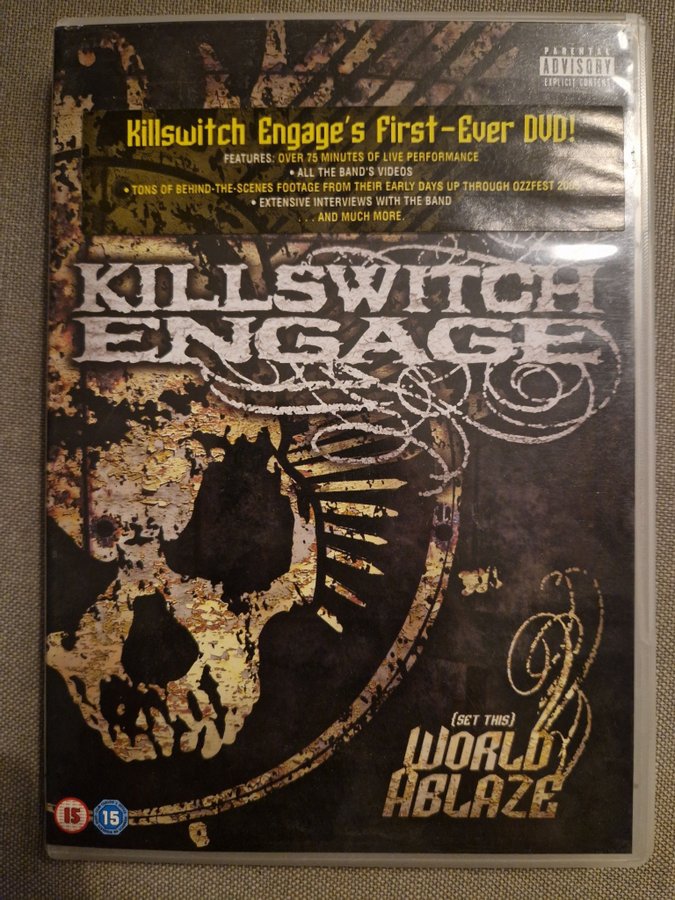 PARENTAL
ADVISORY
EXPLICIT CONTENT
Killswitch Engage's First-Ever DVD!
FEATURES: OVER 75 MINUTES OF LIVE PERFORMANCE
• ALL THE BAND'S VIDEOS
• TONS OF BEHIND-THE-SCENES FOOTAGE FROM THEIR EARLY DAYS UP THROUGH OZZFEST
• EXTENSIVE INTERVIEWS WITH THE BAND
. . . AND MUCH MORE.
KILLSWITCH
ENGAGE
{SET THIS}
WORLD
ABLAZE
15
15